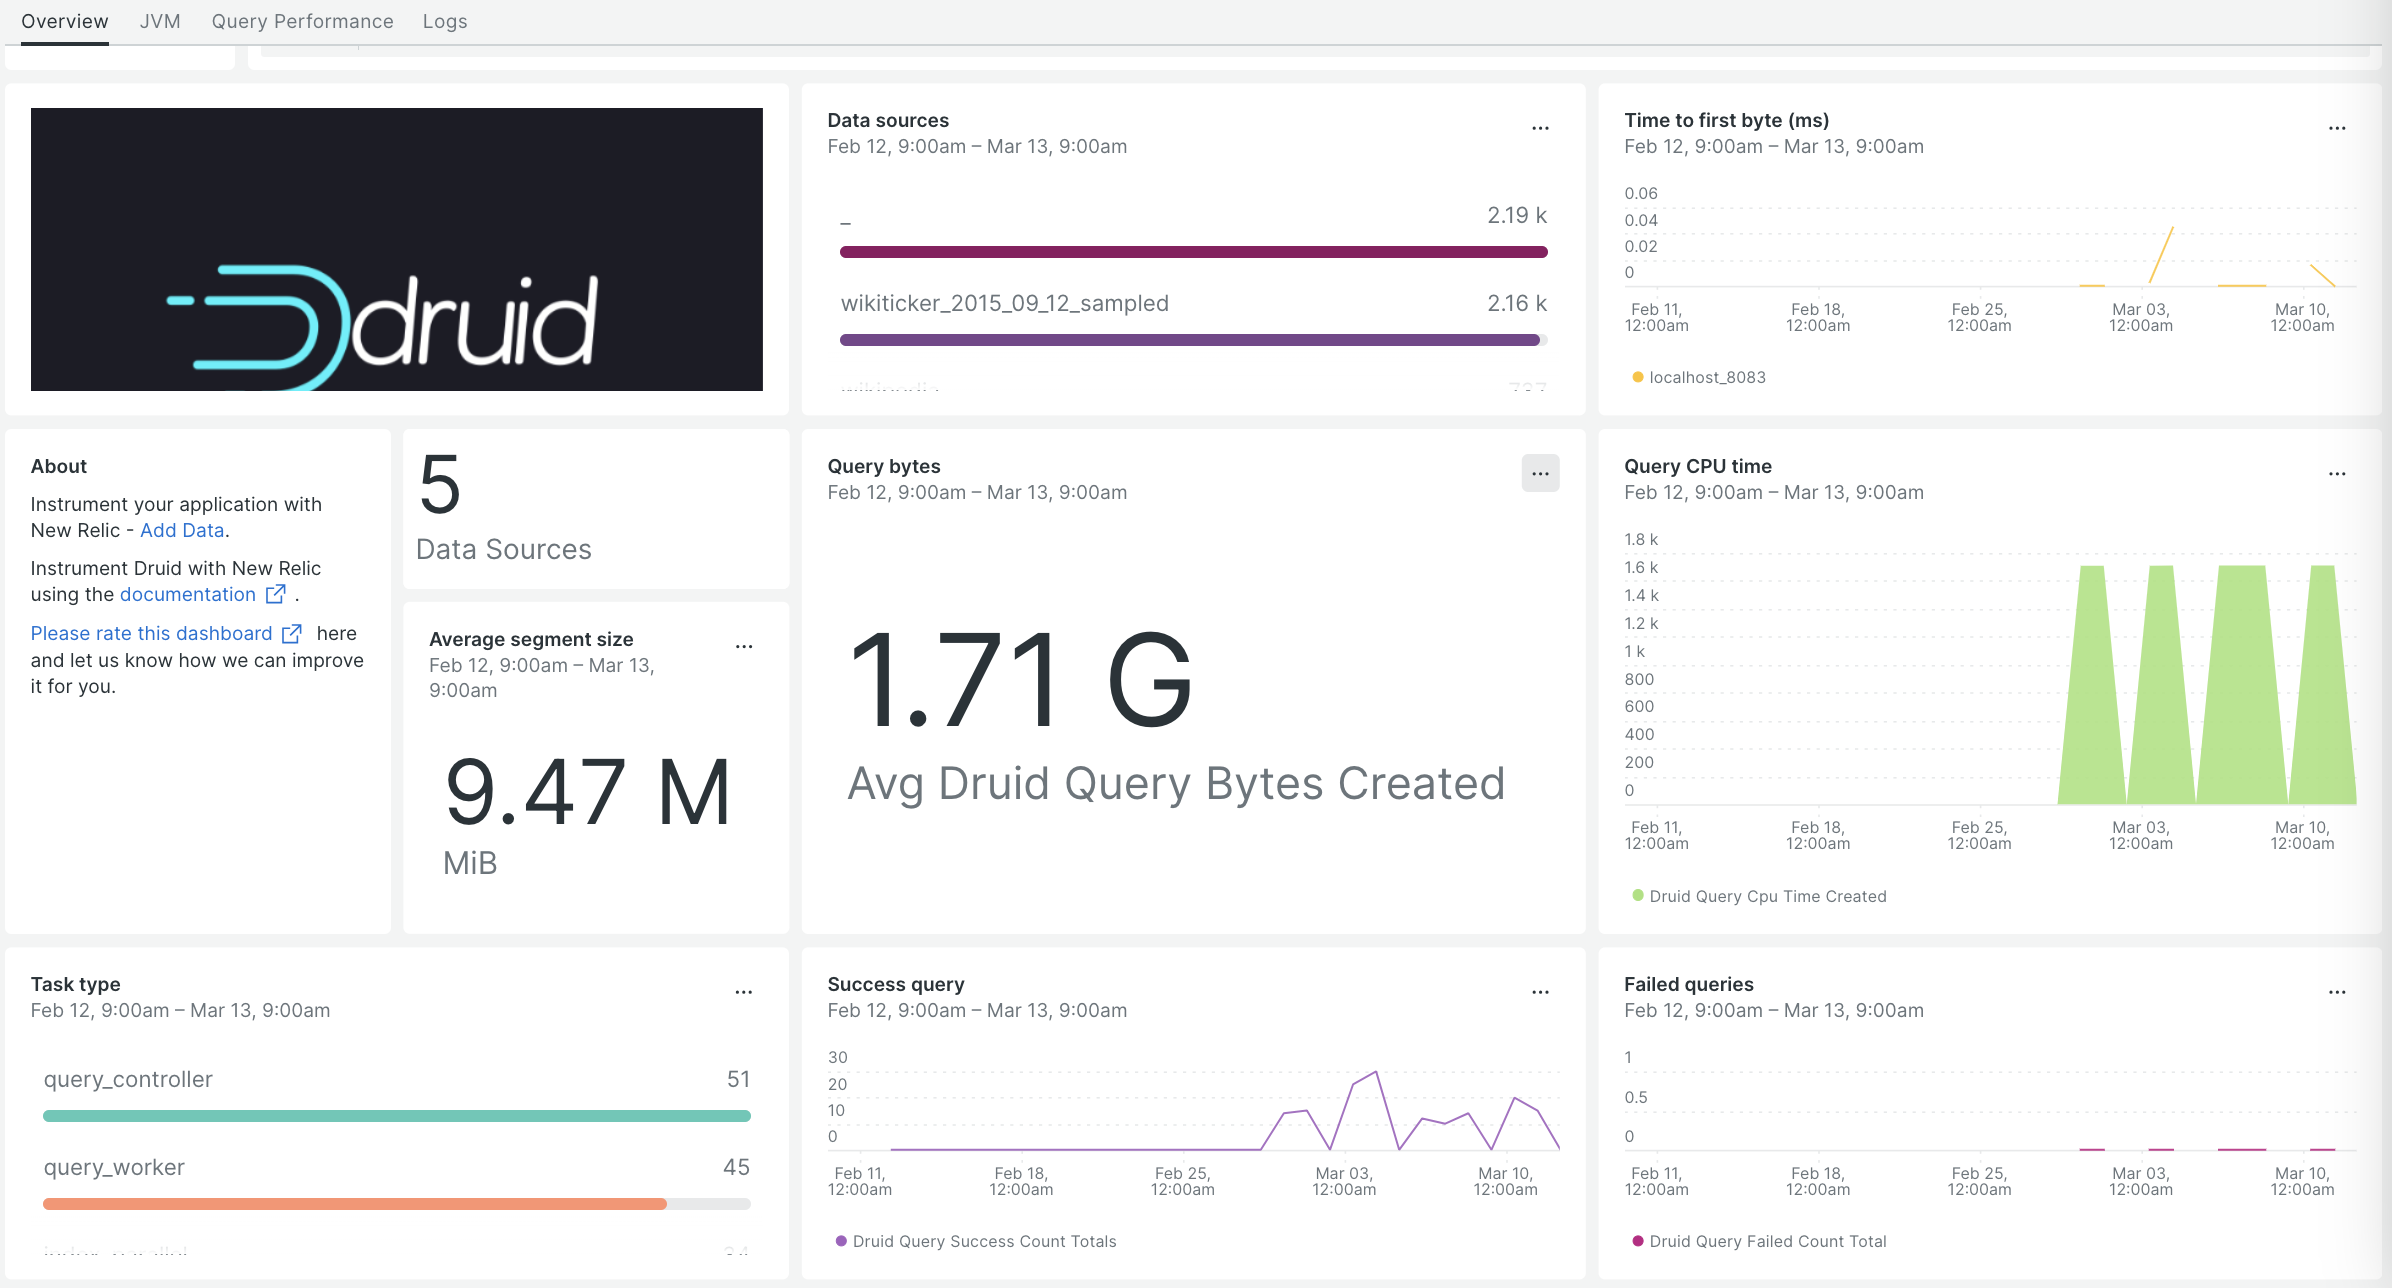 Overview JVM Query Performance Logs
druid
Data sources
Feb 12, 9:00am – Mar 13, 9:00am
_ 2.19 k
wikiticker_2015_09_12_sampled 2.16 k
Time to first byte (ms)
Feb 12, 9:00am – Mar 13, 9:00am
0.06
0.04
0.02
0
Feb 11, Feb 18, Feb 25, Mar 03, Mar 10,
12:00am 12:00am 12:00am 12:00am 12:00am
localhost_8083
About
Instrument your application with
New Relic - Add Data.
Instrument Druid with New Relic
using the documentation .
Please rate this dashboard here
and let us know how we can improve
it for you.
5
Data Sources
Average segment size
Feb 12, 9:00am – Mar 13,
9:00am
9.47 M
MiB
Query bytes
Feb 12, 9:00am – Mar 13, 9:00am
1.71 G
Avg Druid Query Bytes Created
Query CPU time
Feb 12, 9:00am – Mar 13, 9:00am
1.8 k
1.6 k
1.4 k
1.2 k
1 k
800
600
400
200
0
Feb 11, Feb 18, Feb 25, Mar 03, Mar 10,
12:00am 12:00am 12:00am 12:00am 12:00am
Druid Query Cpu Time Created
Task type
Feb 12, 9:00am – Mar 13, 9:00am
query_controller 51
query_worker 45
Success query
Feb 12, 9:00am – Mar 13, 9:00am
30
20
10
0
Feb 11, Feb 18, Feb 25, Mar 03, Mar 10,
12:00am 12:00am 12:00am 12:00am 12:00am
Druid Query Success Count Totals
Failed queries
Feb 12, 9:00am – Mar 13, 9:00am
1
0.5
0
Feb 11, Feb 18, Feb 25, Mar 03, Mar 10,
12:00am 12:00am 12:00am 12:00am 12:00am
Druid Query Failed Count Total